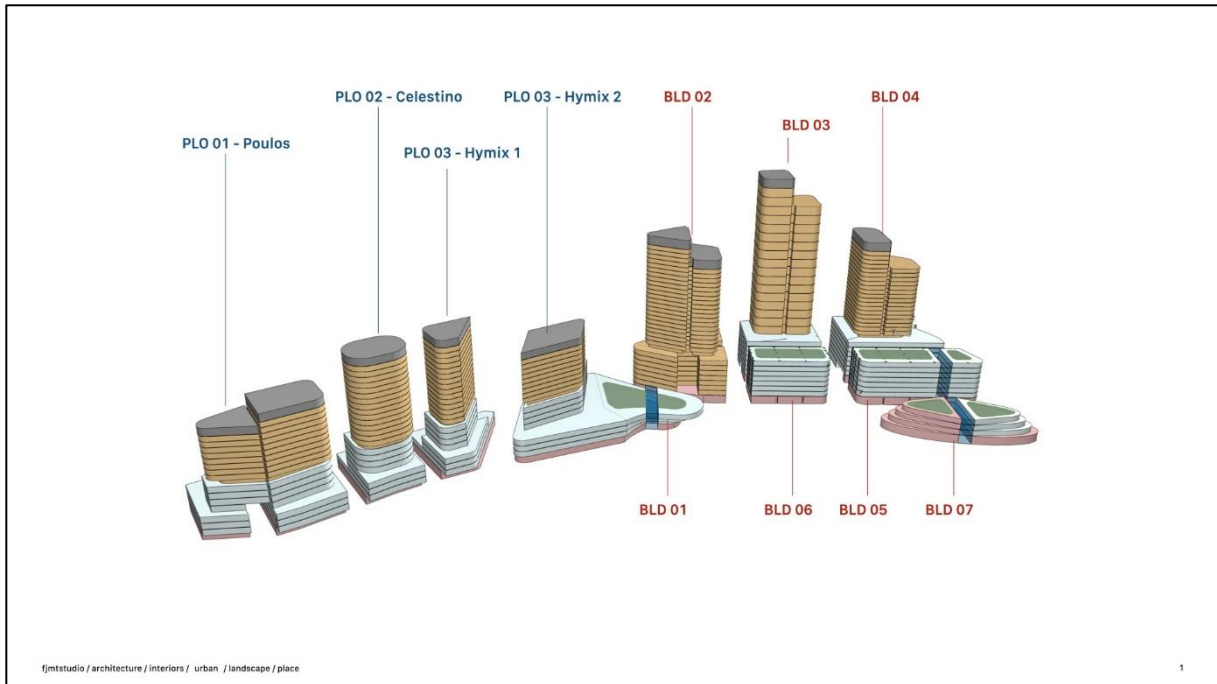 PLO 02 - Celestino
PLO 03 - Hymix 2
BLD 02
BLD 04
BLD 03
PLO 01 - Poulos
PLO 03 - Hymix 1
BLD 01
BLD 06
BLD 05
BLD 07
fjmtstudio / architecture / interiors / urban / landscape / place
1